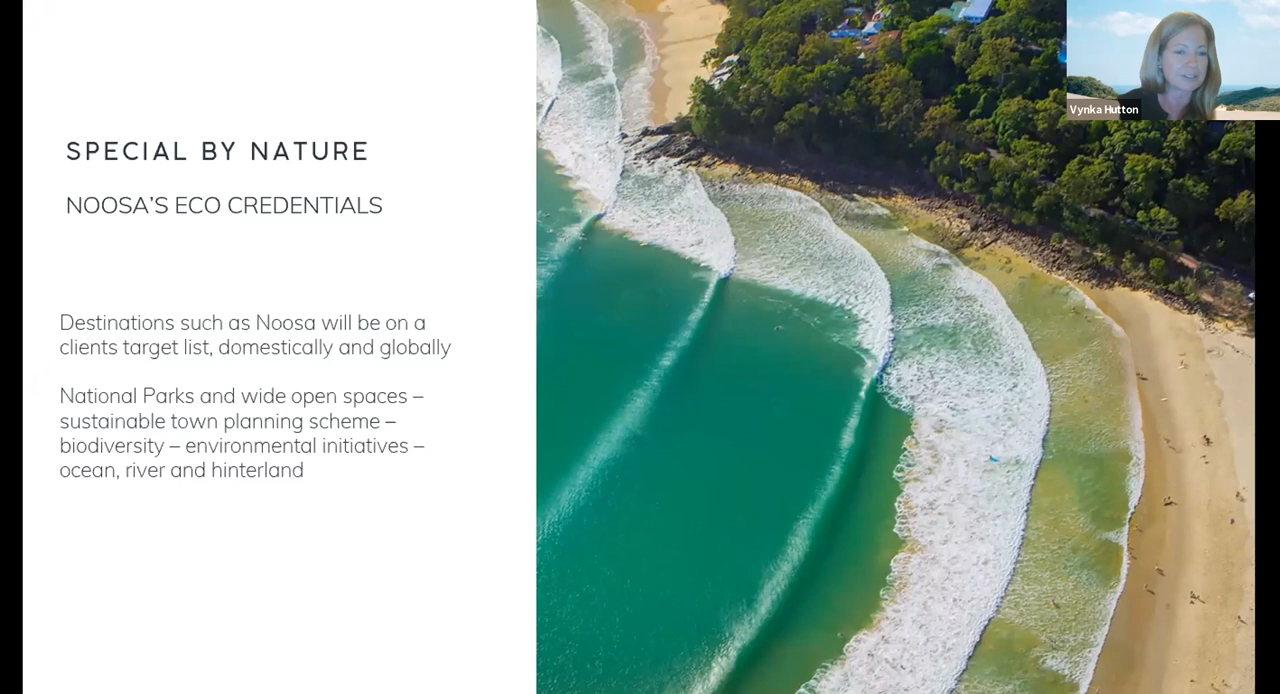 SPECIAL BY NATURE
NOOSA'S ECO CREDENTIALS
Destinations such as Noosa will be on a
clients target list, domestically and globally
National Parks and wide open spaces –
sustainable town planning scheme –
biodiversity – environmental initiatives –
ocean, river and hinterland
Vynka Hutton